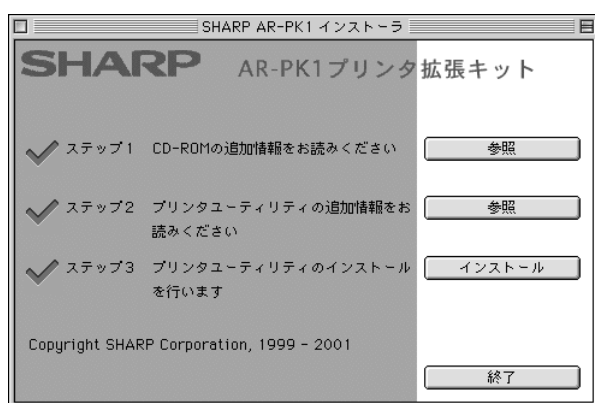 SHARP AR-PK1 インストーラ
SHARP AR-PK1プリンタ拡張キット
ステップ1 CD-ROMの追加情報をお読みください 参照
ステップ2 プリンタユーティリティの追加情報をお 参照
読みください
ステップ3 プリンタユーティリティのインストール インストール
を行います
Copyright SHARP Corporation, 1999 - 2001
終了